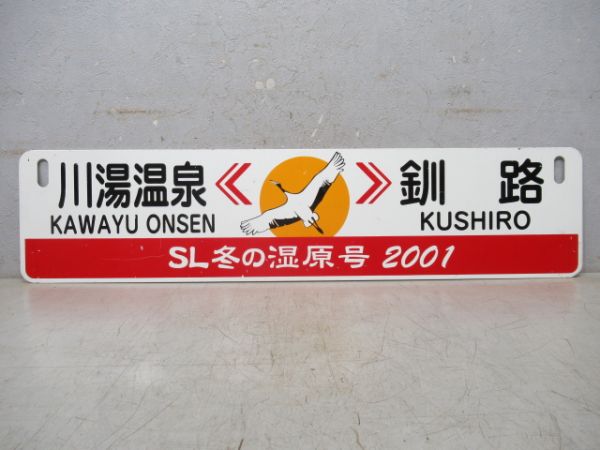 川湯温泉 《 》 釧路
KAWAYU ONSEN KUSHIRO
SL冬の湿原号 2001